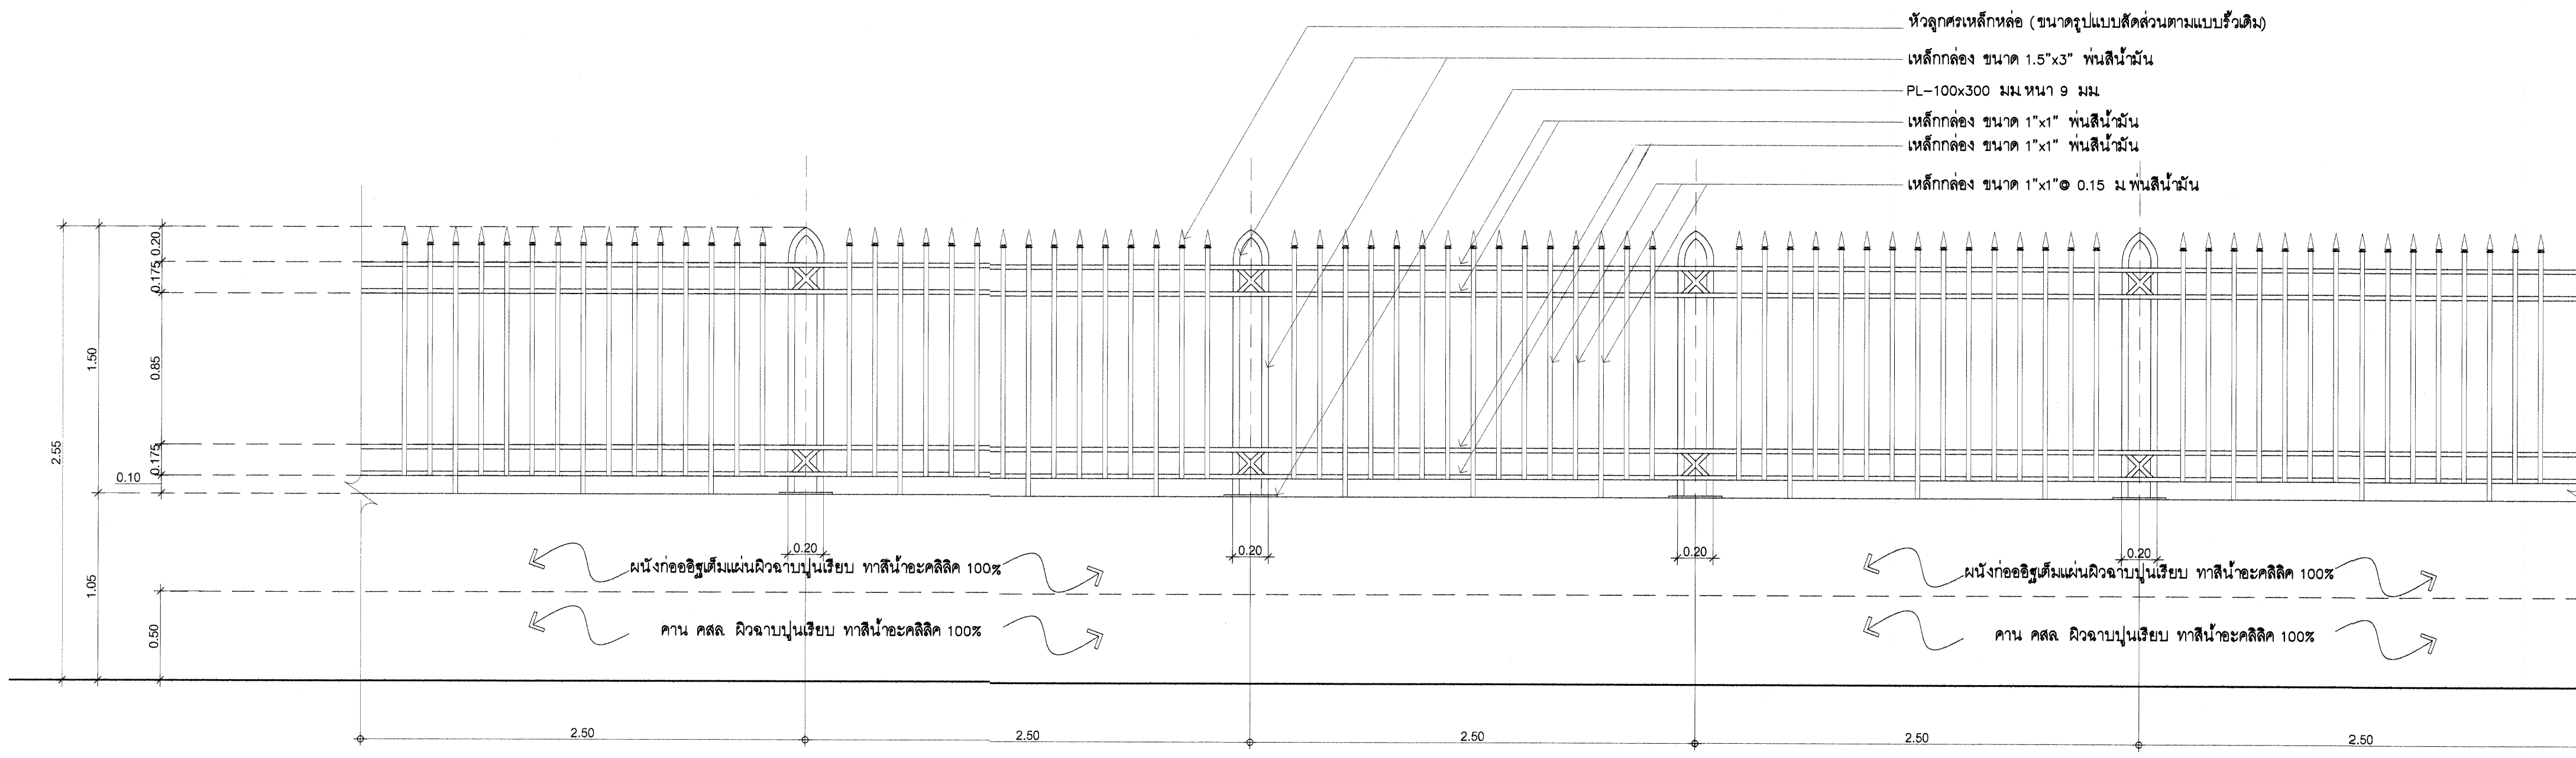 หัวลูกศรเหล็กหล่อ (ขนาดรูปแบบสัดส่วนตามแบบรั้วเดิม)
เหล็กกล่อง ขนาด 1.5"x3" พ่นสีน้ำมัน
PL-100x300 มม. หนา 9 มม.
เหล็กกล่อง ขนาด 1"x1" พ่นสีน้ำมัน
เหล็กกล่อง ขนาด 1"x1" พ่นสีน้ำมัน
เหล็กกล่อง ขนาด 1"x1"@ 0.15 ม. พ่นสีน้ำมัน
0.20
0.175
1.50
0.85
2.55
0.175
0.10
1.05
0.50
0.20
0.20
0.20
0.20
ผนังก่ออิฐเต็มแผ่นผิวฉาบปูนเรียบ ทาสีน้ำอะคลิลิค 100%
ผนังก่ออิฐเต็มแผ่นผิวฉาบปูนเรียบ ทาสีน้ำอะคลิลิค 100%
คาน คสล. ผิวฉาบปูนเรียบ ทาสีน้ำอะคลิลิค 100%
คาน คสล. ผิวฉาบปูนเรียบ ทาสีน้ำอะคลิลิค 100%
2.50
2.50
2.50
2.50
2.50